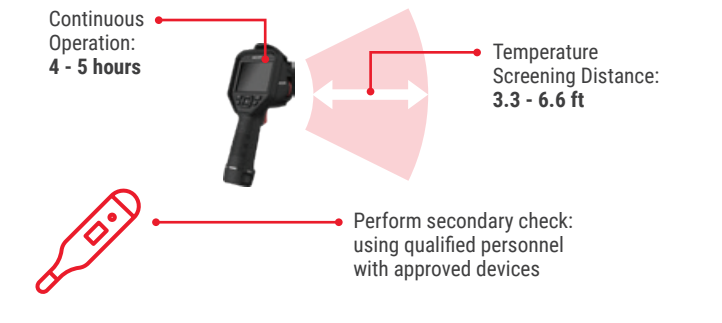 Continuous
Operation:
4 - 5 hours
Temperature
Screening Distance:
3.3 - 6.6 ft
Perform secondary check:
using qualified personnel
with approved devices